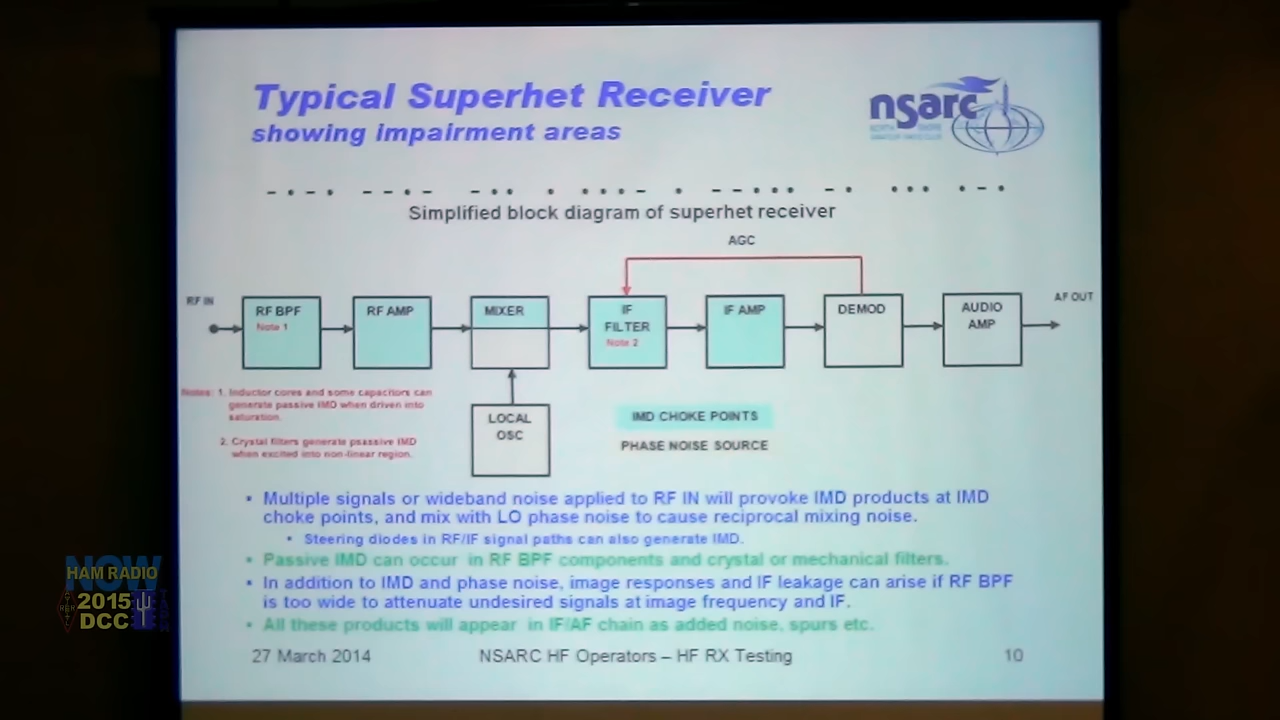 Typical Superhet Receiver
showing impairment areas
nsarc
Simplified block diagram of superhet receiver
AGC
RF IN
AF OUT
RF BPF
Note 1
RF AMP
MIXER
IF
FILTER
Note 2
IF AMP
DEMOD
AUDIO
AMP
Notes: 1. Inductor cores and some capacitors can
generate passive IMD when driven into
saturation.
2. Crystal filters generate psassive IMD
when excited into non-linear region.
LOCAL
OSC
IMD CHOKE POINTS
PHASE NOISE SOURCE
• Multiple signals or wideband noise applied to RF IN will provoke IMD products at IMD
choke points, and mix with LO phase noise to cause reciprocal mixing noise.
• Steering diodes in RF/IF signal paths can also generate IMD.
• Passive IMD can occur in RF BPF components and crystal or mechanical filters.
• In addition to IMD and phase noise, image responses and IF leakage can arise if RF BPF
is too wide to attenuate undesired signals at image frequency and IF.
• All these products will appear in IF/AF chain as added noise, spurs etc.
27 March 2014
NSARC HF Operators – HF RX Testing
10
NOW
HAM RADIO
2015
DCC